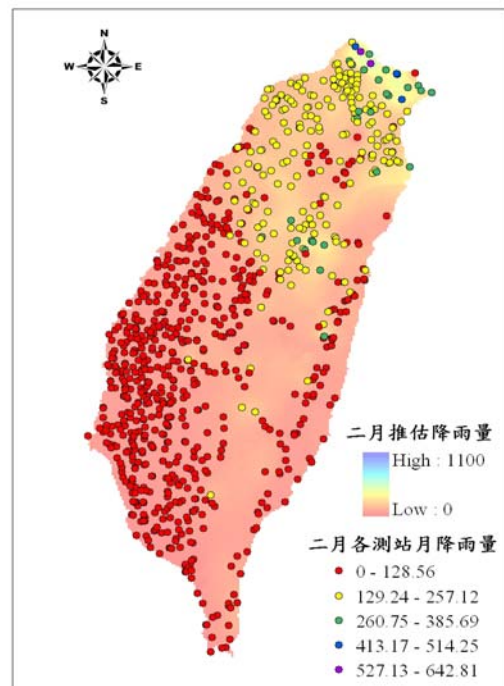 N
W E
S
二月推估降雨量
High : 1100
Low : 0
二月各測站月降雨量
0 - 128.56
129.24 - 257.12
260.75 - 385.69
413.17 - 514.25
527.13 - 642.81